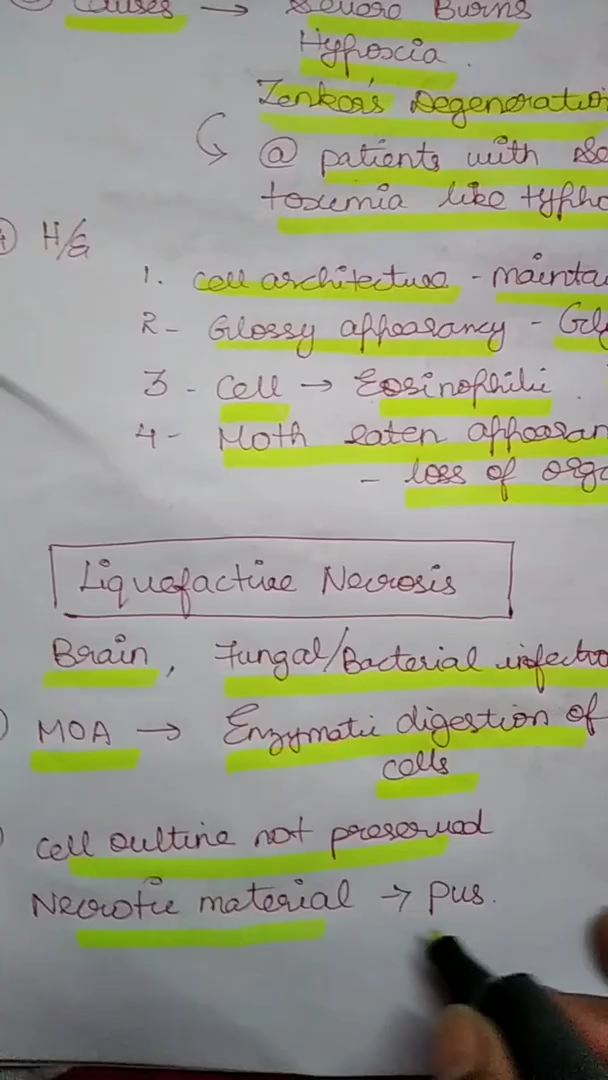 Causes → Severe Burns
Hypoxia.
Zenker's Degeneration
@ patients with
toxemia like typho
H/E
1. cell architecture - mainta
2- Glossy appearancy -
3 - Cell → Eosinophilic.
4- Moth eaten appearan
- loss of
Liquefactive Necrosis
Brain, Fungal/Bacterial infectio
MOA → Enzymatic digestion of
cells
cell outline not preserved
Necrotic material → pus.